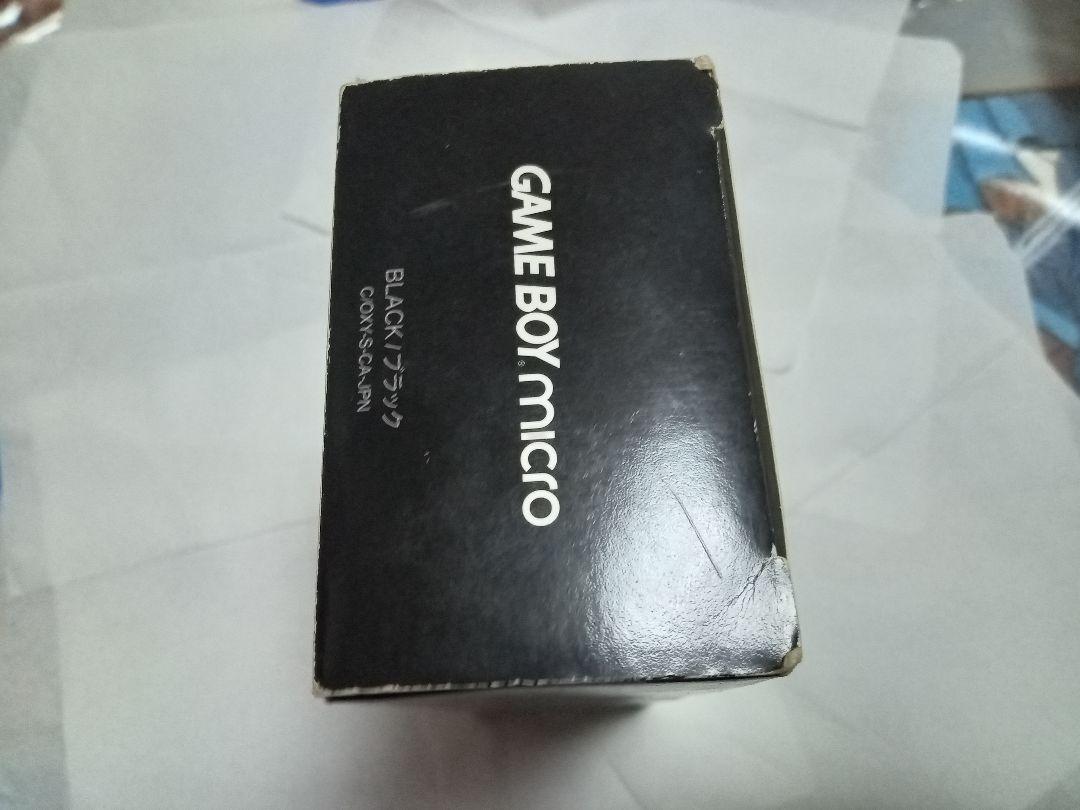 GAME BOY® micro
BLACK / ブラック
C/OXY-S-CA-JPN